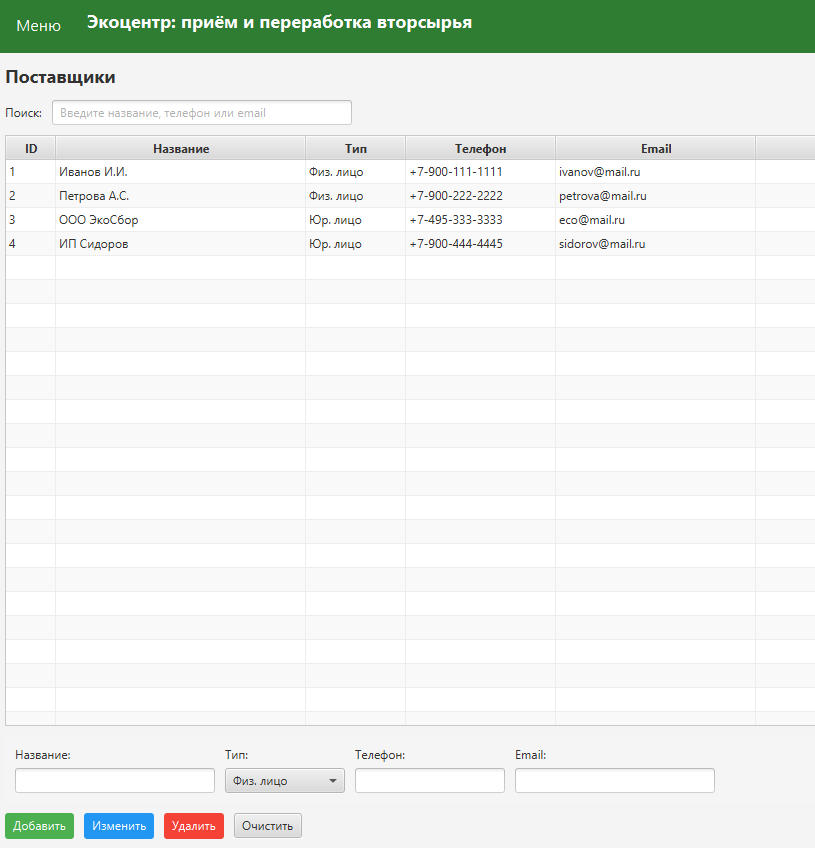 Меню Экоцентр: приём и переработка вторсырья
Поставщики
Поиск: Введите название, телефон или email
ID Название Тип Телефон Email
1 Иванов И.И. Физ. лицо +7-900-111-1111 ivanov@mail.ru
2 Петрова А.С. Физ. лицо +7-900-222-2222 petrova@mail.ru
3 ООО ЭкоСбор Юр. лицо +7-495-333-3333 eco@mail.ru
4 ИП Сидоров Юр. лицо +7-900-444-4445 sidorov@mail.ru
Название: Тип: Телефон: Email:
Физ. лицо
Добавить Изменить Удалить Очистить